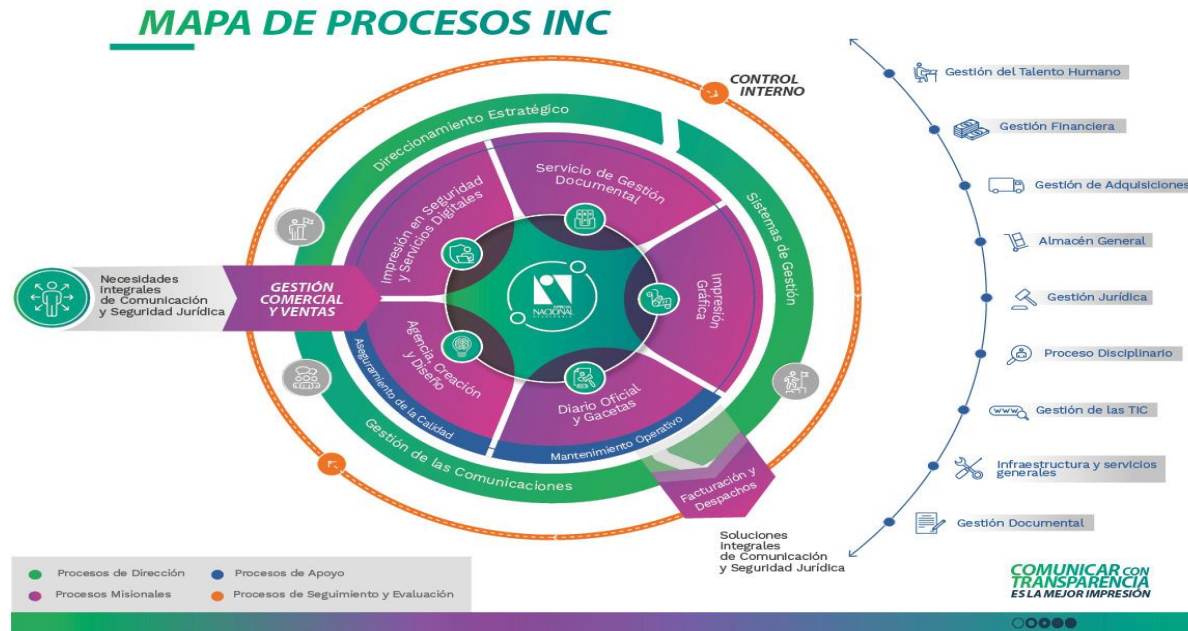 MAPA DE PROCESOS INC
CONTROL
INTERNO
Direccionamiento Estratégico
Sistemas de Gestión
Gestión de las Comunicaciones
Servicio de Gestión
Documental
Impresión en Seguridad
y Servicios Digitales
Impresión
Gráfica
Agencia, Creación
y Diseño
Diario Oficial
y Gacetas
Aseguramiento de la Calidad
Mantenimiento Operativo
NACIONAL
Necesidades
Integrales
de Comunicación
y Seguridad Jurídica
GESTIÓN
COMERCIAL
Y VENTAS
Facturación y
Despachos
Soluciones
Integrales
de Comunicación
y Seguridad Jurídica
Gestión del Talento Humano
Gestión Financiera
Gestión de Adquisiciones
Almacén General
Gestión Jurídica
Proceso Disciplinario
www
Gestión de las TIC
Infraestructura y servicios
generales
Gestión Documental
Procesos de Dirección
Procesos de Apoyo
Procesos Misionales
Procesos de Seguimiento y Evaluación
COMUNICAR CON
TRANSPARENCIA
ES LA MEJOR IMPRESIÓN